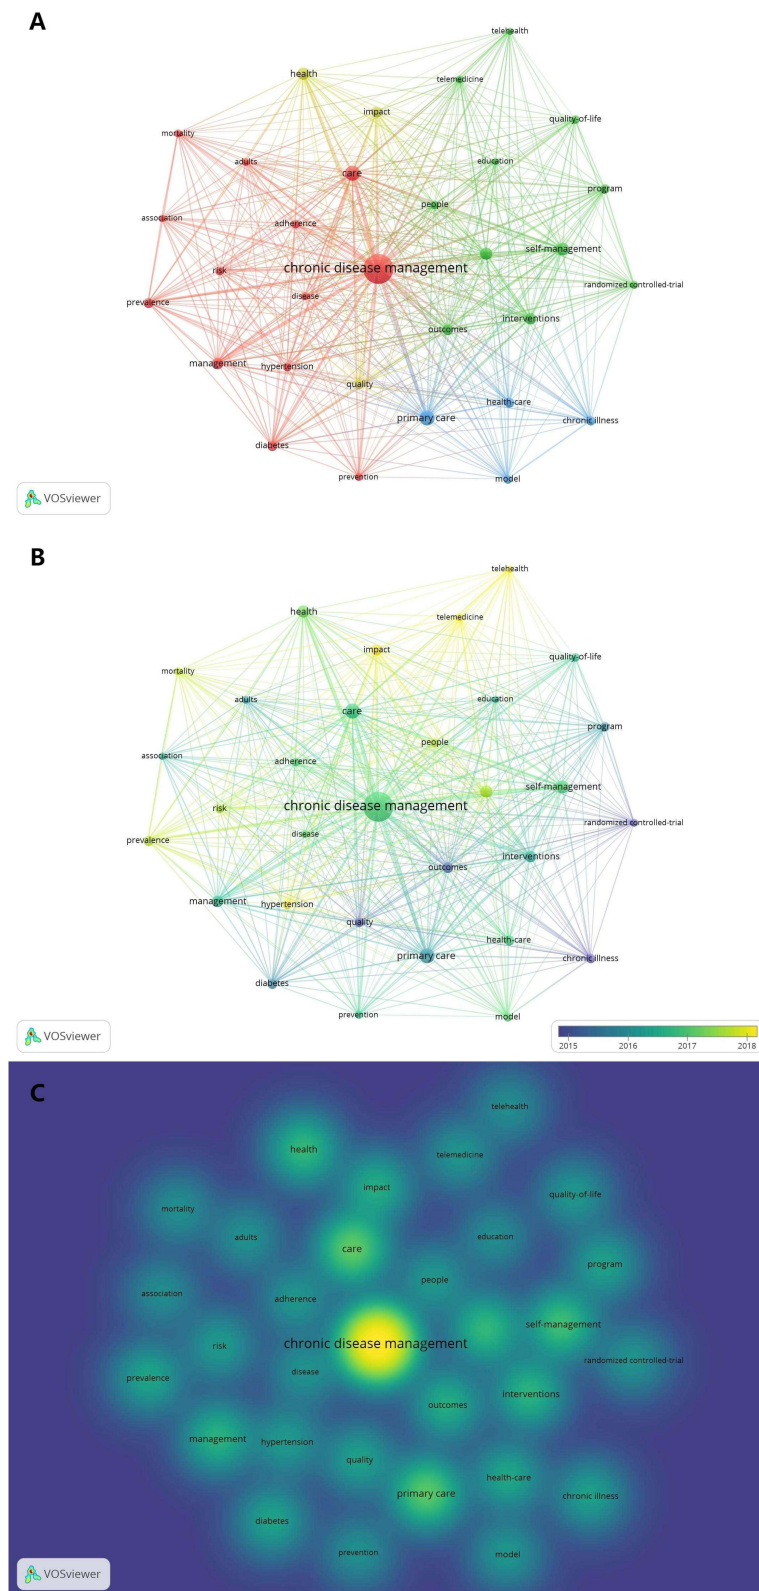 A
telehealth
health
telemedicine
impact
quality-of-life
mortality
adults
education
care
program
people
association
adherence
self-management
chronic disease management
risk
randomized controlled-trial
disease
prevalence
interventions
outcomes
management
hypertension
quality
health-care
primary care
chronic illness
diabetes
prevention
model
VOSviewer
B
telehealth
health
telemedicine
impact
quality-of-life
mortality
adults
education
care
program
people
association
adherence
self-management
chronic disease management
risk
randomized controlled-trial
disease
prevalence
interventions
outcomes
management
hypertension
quality
health-care
primary care
chronic illness
diabetes
prevention
model
VOSviewer
2015 2016 2017 2018
C
telehealth
health
telemedicine
impact
quality-of-life
mortality
adults
education
care
program
people
association
adherence
self-management
chronic disease management
risk
randomized controlled-trial
disease
prevalence
interventions
outcomes
management
hypertension
quality
health-care
primary care
chronic illness
diabetes
prevention
model
VOSviewer